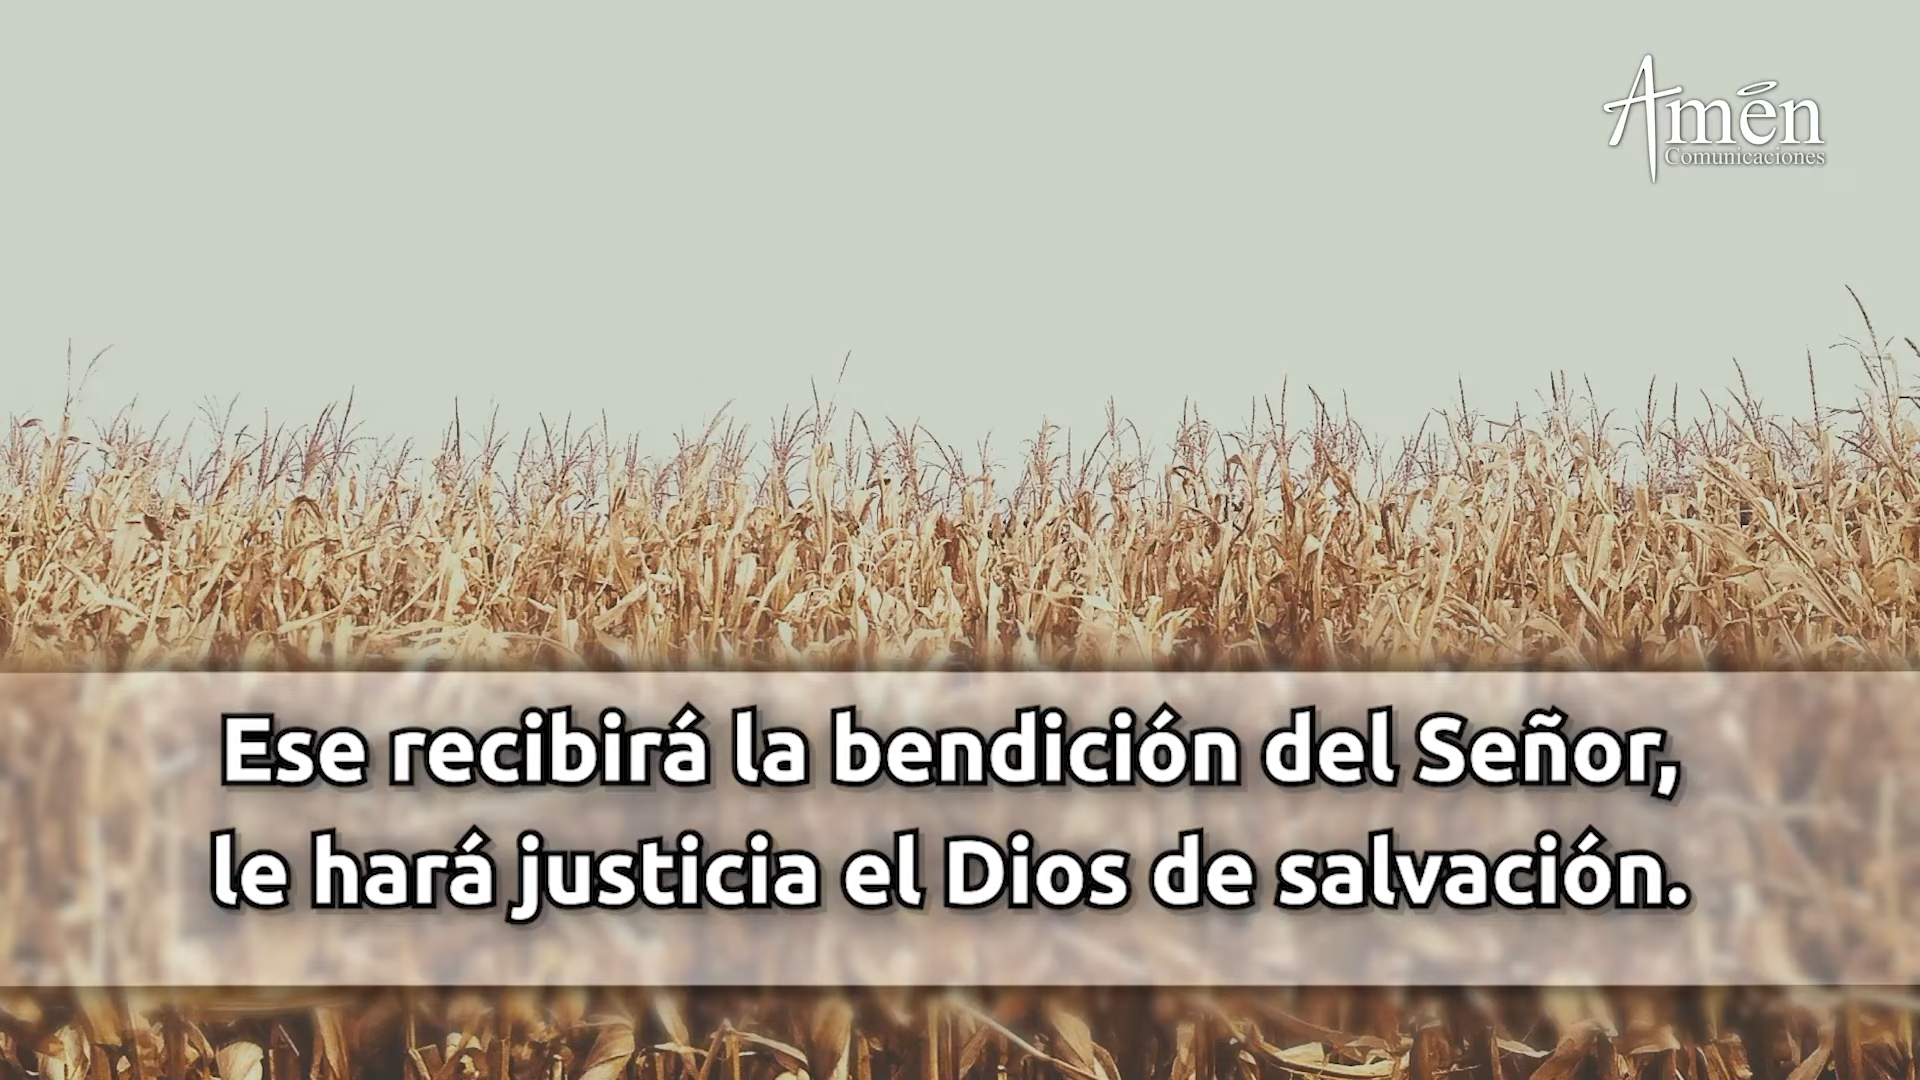 Amén
Comunicaciones
Ese recibirá la bendición del Señor,
le hará justicia el Dios de salvación.